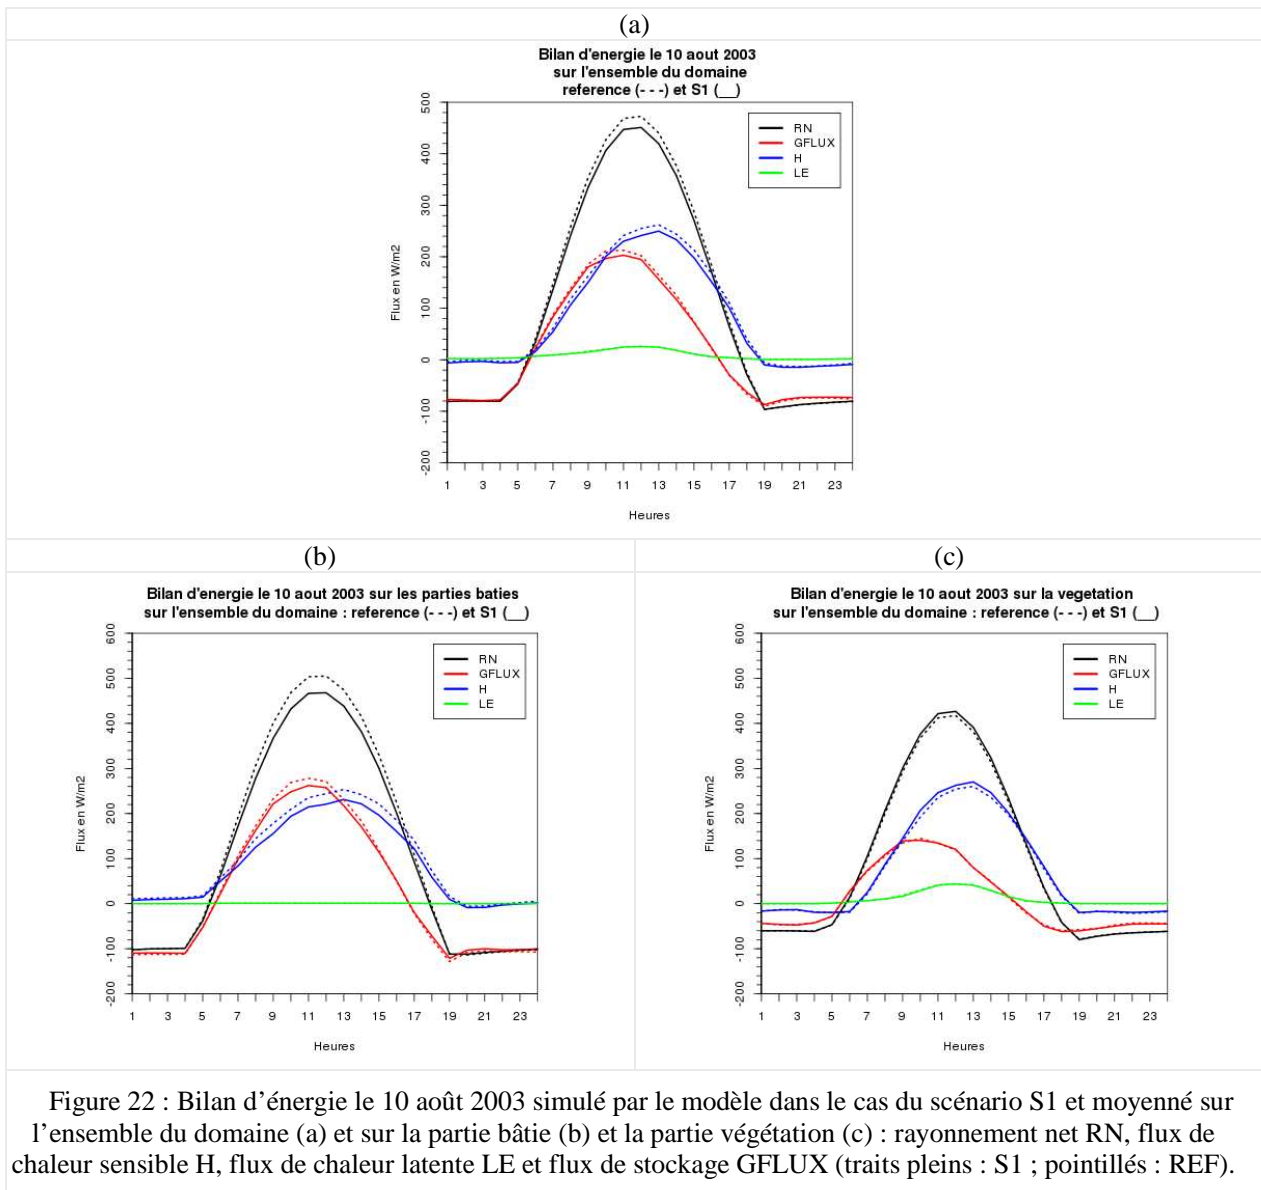 (a)
Bilan d'energie le 10 aout 2003
sur l'ensemble du domaine
reference (- - -) et S1 (__)
500
400
300
200
100
0
-100
-200
Flux en W/m2
RN
GFLUX
H
LE
1 3 5 7 9 11 13 15 17 19 21 23
Heures
(b)
Bilan d'energie le 10 aout 2003 sur les parties baties
sur l'ensemble du domaine : reference (- - -) et S1 (__)
600
500
400
300
200
100
0
-100
-200
Flux en W/m2
RN
GFLUX
H
LE
1 3 5 7 9 11 13 15 17 19 21 23
Heures
(c)
Bilan d'energie le 10 aout 2003 sur la vegetation
sur l'ensemble du domaine : reference (- - -) et S1 (__)
600
500
400
300
200
100
0
-100
-200
Flux en W/m2
RN
GFLUX
H
LE
1 3 5 7 9 11 13 15 17 19 21 23
Heures
Figure 22 : Bilan d’énergie le 10 août 2003 simulé par le modèle dans le cas du scénario S1 et moyenné sur
l’ensemble du domaine (a) et sur la partie bâtie (b) et la partie végétation (c) : rayonnement net RN, flux de
chaleur sensible H, flux de chaleur latente LE et flux de stockage GFLUX (traits pleins : S1 ; pointillés : REF).